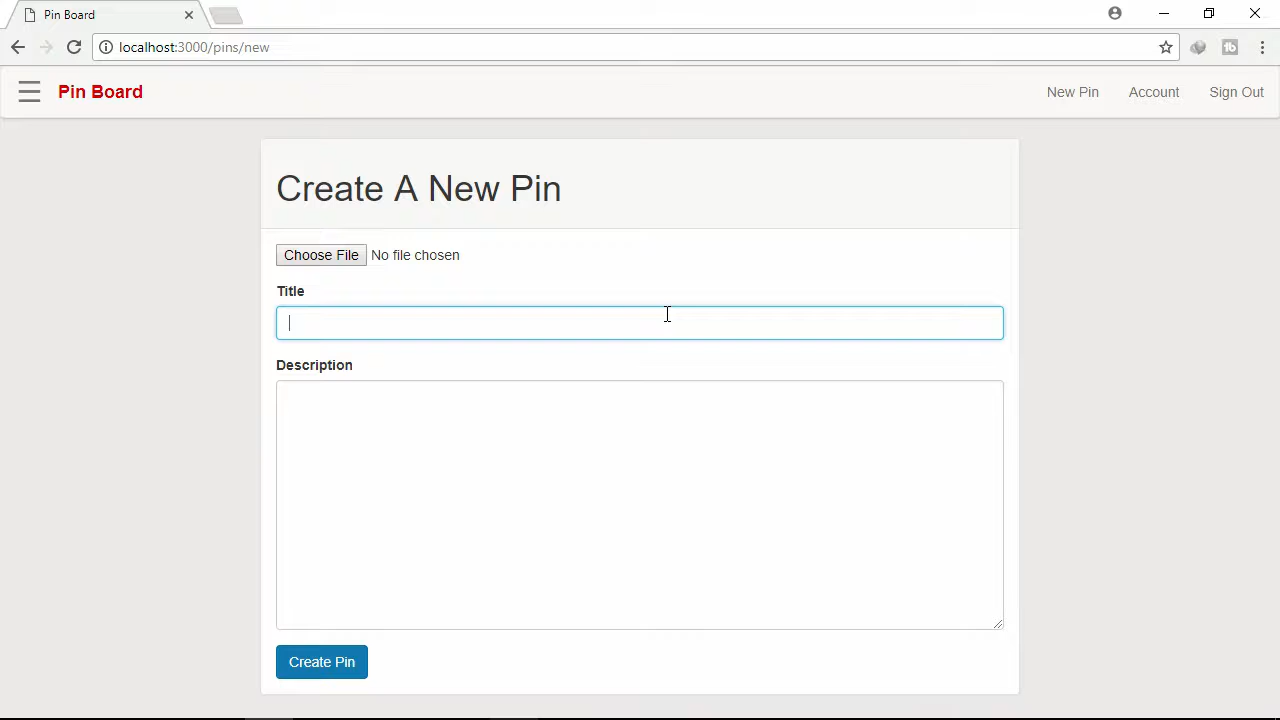 Pin Board
localhost:3000/pins/new
Pin Board New Pin Account Sign Out
Create A New Pin
Choose File No file chosen
Title
Description
Create Pin